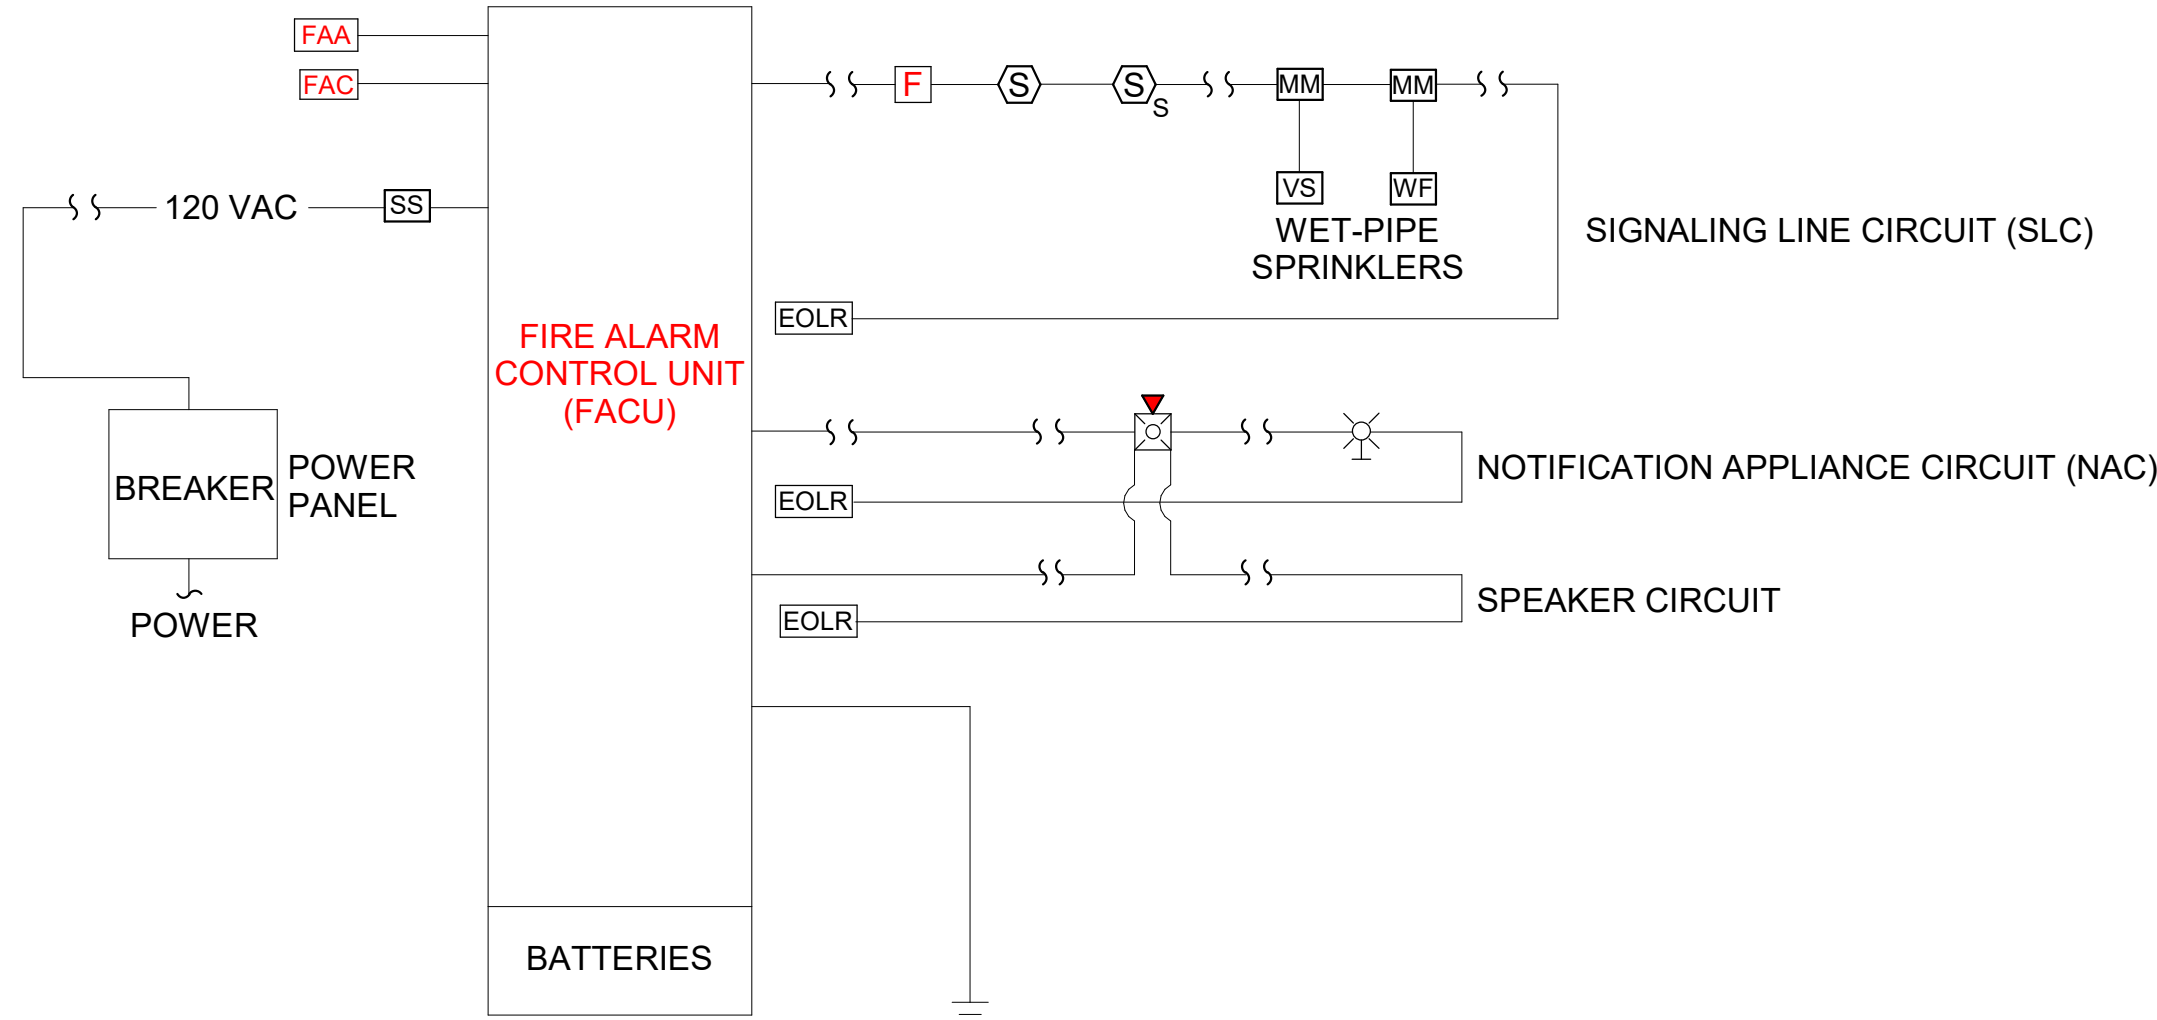 FAA
FAC
F
S
S
S
MM
MM
120 VAC
SS
VS
WF
WET-PIPE
SPRINKLERS
SIGNALING LINE CIRCUIT (SLC)
EOLR
FIRE ALARM
CONTROL UNIT
(FACU)
BREAKER
POWER
PANEL
NOTIFICATION APPLIANCE CIRCUIT (NAC)
EOLR
SPEAKER CIRCUIT
EOLR
POWER
BATTERIES